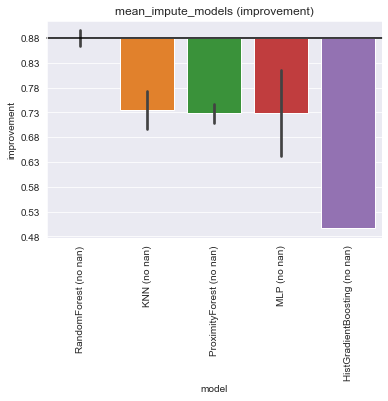 mean_impute_models (improvement)
improvement
0.88
0.83
0.78
0.73
0.68
0.63
0.58
0.53
0.48
RandomForest (no nan)
KNN (no nan)
ProximityForest (no nan)
MLP (no nan)
HistGradientBoosting (no nan)
model